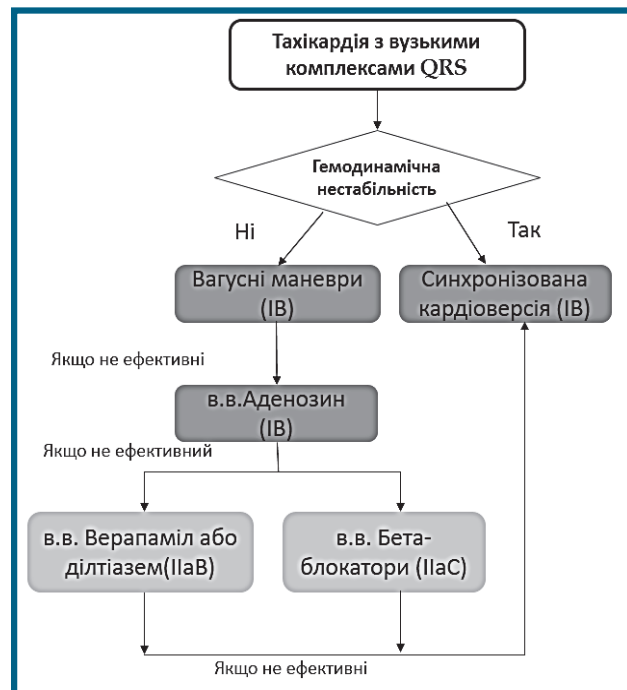 Тахікардія з вузькими
комплексами QRS
Гемодинамічна
нестабільність
Ні
Так
Вагусні маневри
(IB)
Синхронізована
кардіоверсія (IB)
Якщо не ефективні
в.в.Аденозин
(IB)
Якщо не ефективний
в.в. Верапаміл або
ділтіазем(IIaB)
в.в. Бета-
блокатори (IIaC)
Якщо не ефективні